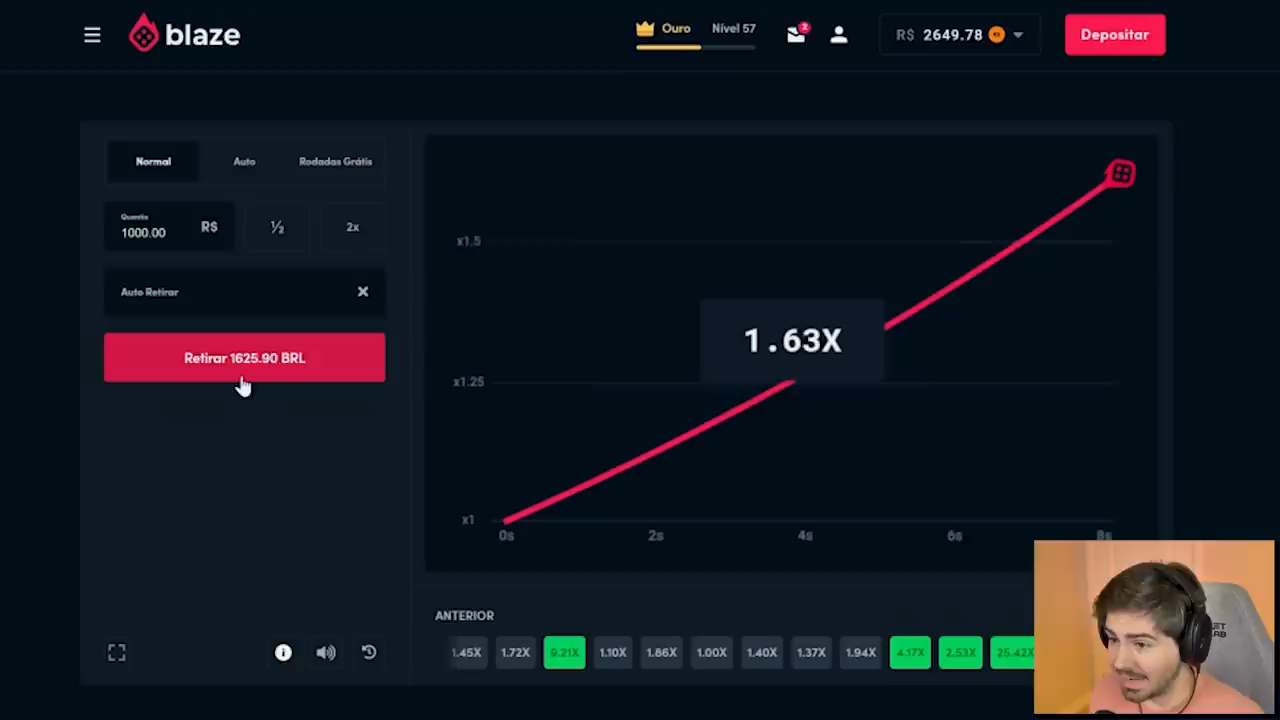 blaze
Ouro Nível 57
2
R$ 2649.78
Depositar
Normal Auto Rodadas Grátis
Quantia
1000.00 R$ ½ 2x
Auto Retirar
Retirar 1625.90 BRL
x1.5
x1.25
x1
1.63X
0s 2s 4s 6s 8s
ANTERIOR
1.45X 1.72X 9.21X 1.10X 1.86X 1.00X 1.40X 1.37X 1.94X 4.17X 2.53X 25.42X